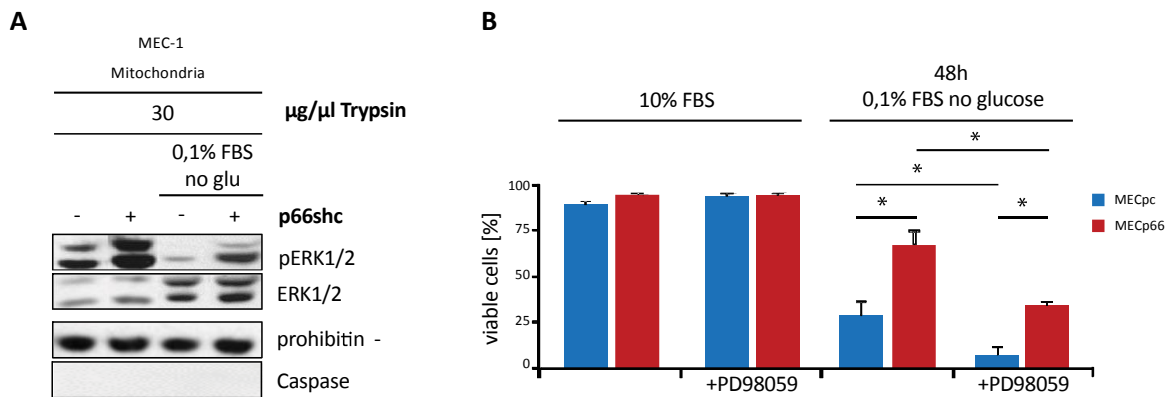 A
MEC-1
Mitochondria
30
µg/µl Trypsin
0,1% FBS
no glu
- + - +
p66shc
pERK1/2
ERK1/2
prohibitin -
Caspase
B
10% FBS
48h
0,1% FBS no glucose
*
*
*
*
MECpc
MECp66
viable cells [%]
100
75
50
25
0
+PD98059
+PD98059